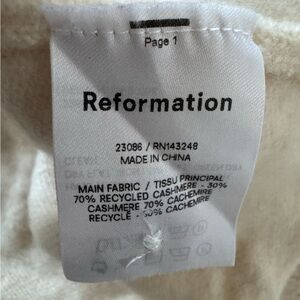 Page 1
Reformation
23086 / RN143248
MADE IN CHINA
MAIN FABRIC / TISSU PRINCIPAL
70% RECYCLED CASHMERE - 30%
CASHMERE 70% CACHEMIRE
RECYCLE - 30% CACHEMIRE